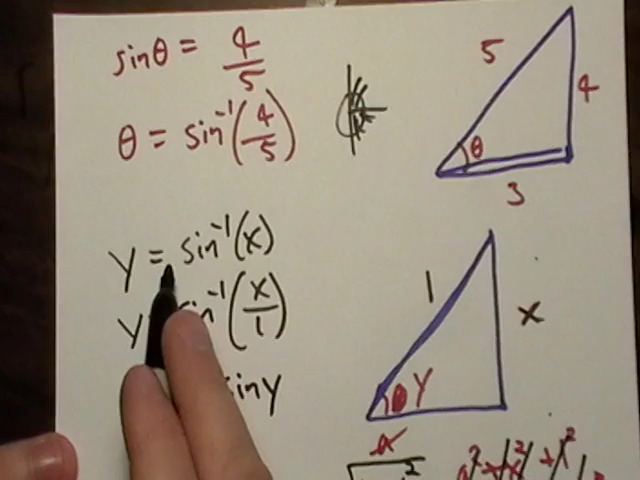 sinθ = 4/5
θ = sin⁻¹(4/5)
5
4
θ
3
y = sin⁻¹(x)
y sin⁻¹(x/1)
siny
1
x
y